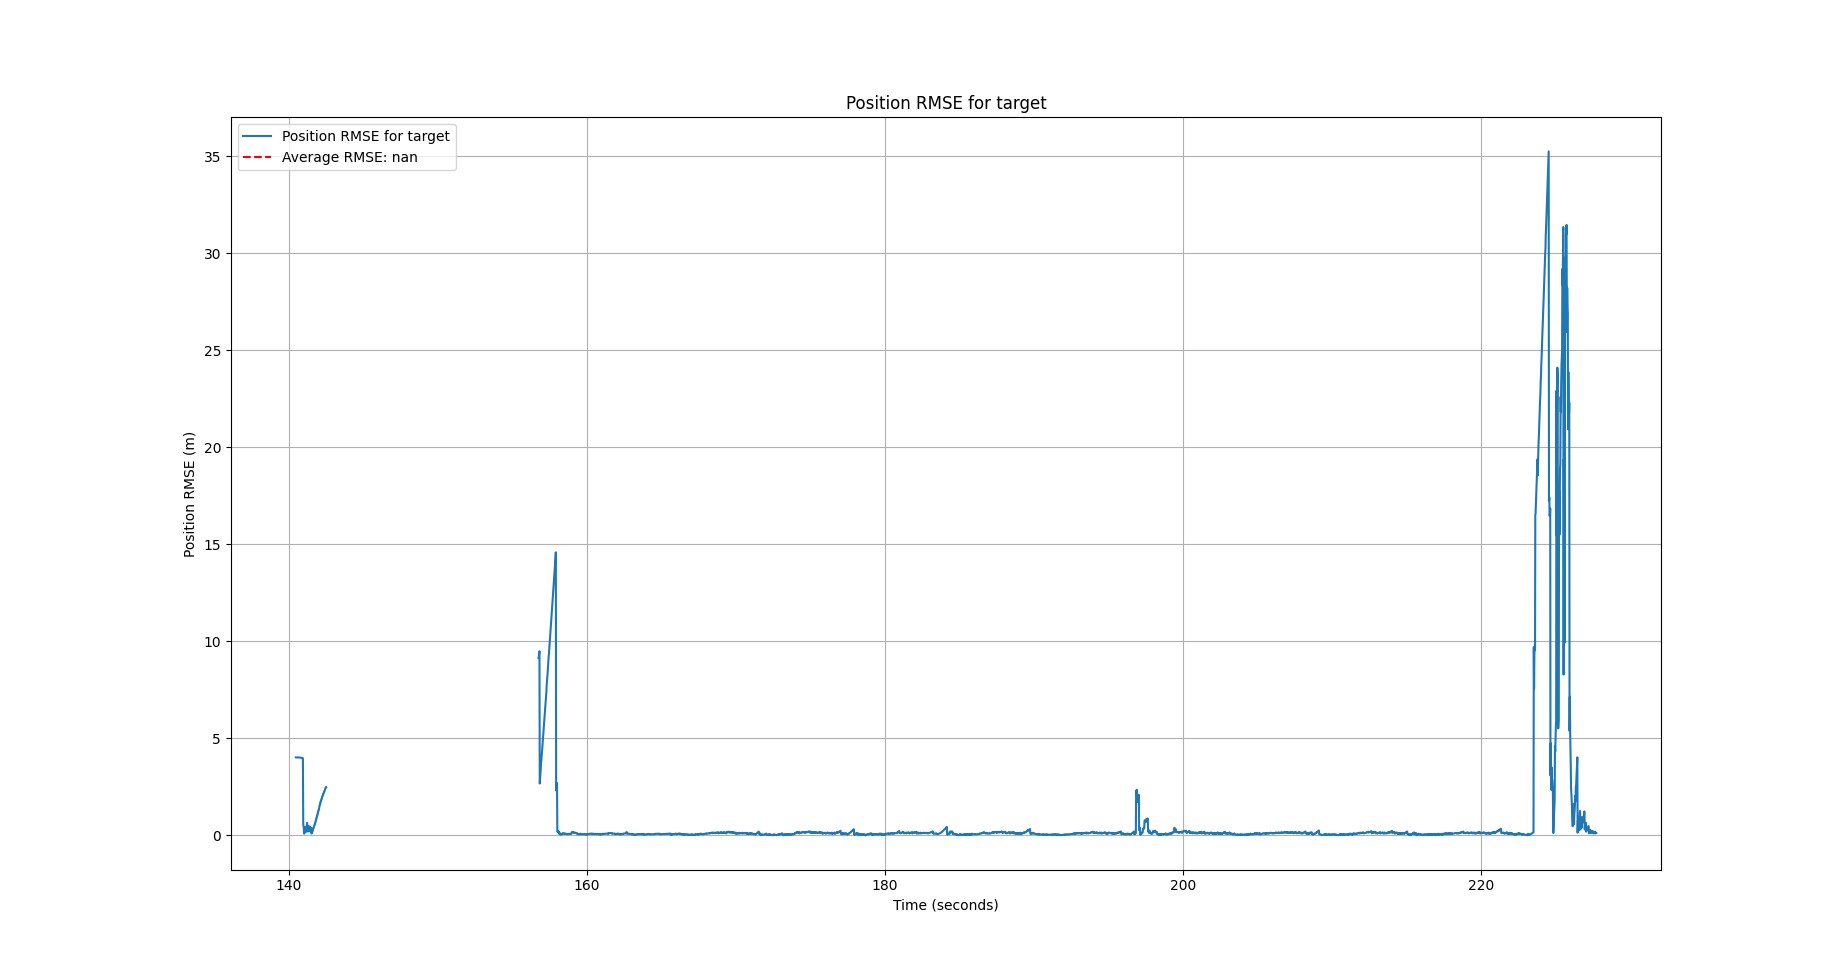 Position RMSE for target
Position RMSE for target
Average RMSE: nan
35
30
25
20
15
10
5
0
Position RMSE (m)
140 160 180 200 220
Time (seconds)